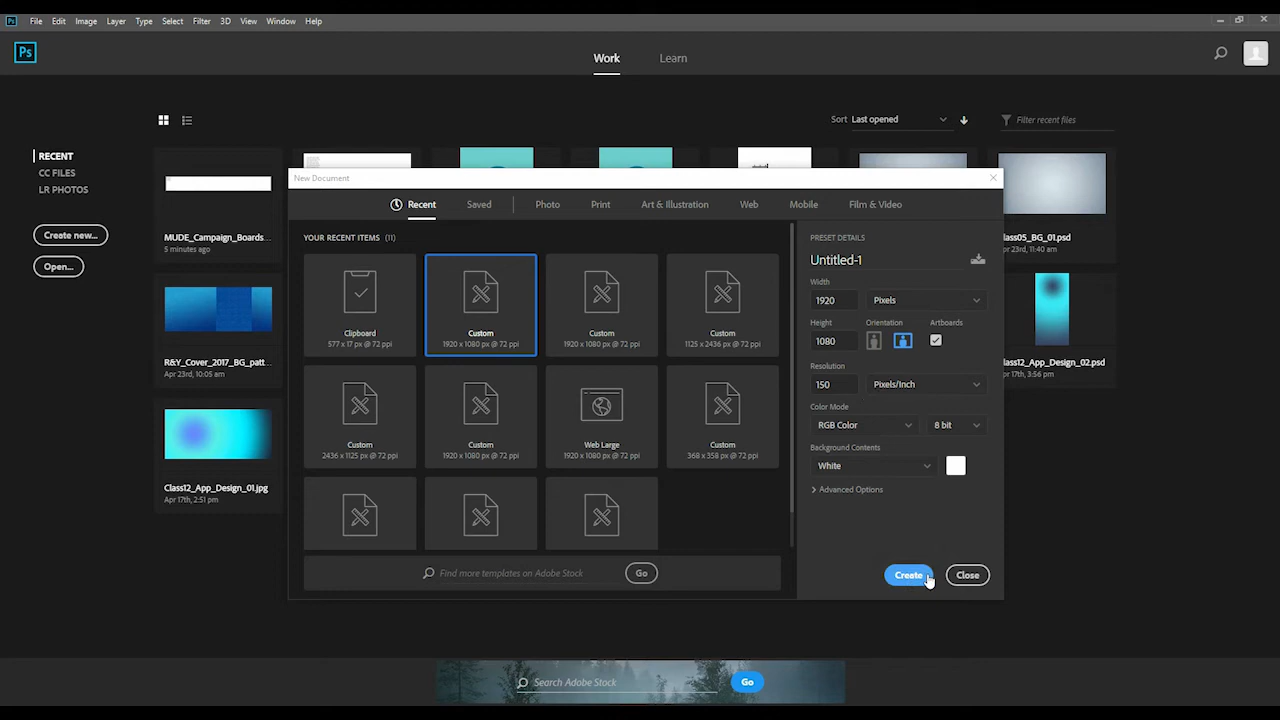 Ps File Edit Image Layer Type Select Filter 3D View Window Help
Ps Work Learn
Sort Last opened Filter recent files
RECENT
CC FILES
LR PHOTOS
Create new...
Open...
MUDE_Campaign_Boards...
5 minutes ago
R&Y_Cover_2017_BG_patt...
Apr 23rd, 10:05 am
Class12_App_Design_01.jpg
Apr 17th, 2:51 pm
lass05_BG_01.psd
rd, 11:40 am
lass12_App_Design_02.psd
7th, 3:56 pm
New Document
Recent Saved Photo Print Art & Illustration Web Mobile Film & Video
YOUR RECENT ITEMS (11)
Clipboard
577 x 17 px @ 72 ppi
Custom
1920 x 1080 px @ 72 ppi
Custom
1920 x 1080 px @ 72 ppi
Custom
1125 x 2436 px @ 72 ppi
Custom
2436 x 1125 px @ 72 ppi
Custom
1920 x 1080 px @ 72 ppi
Web Large
1920 x 1080 px @ 72 ppi
Custom
368 x 358 px @ 72 ppi
Find more templates on Adobe Stock Go
PRESET DETAILS
Untitled-1
Width
1920 Pixels
Height Orientation Artboards
1080
Resolution
150 Pixels/Inch
Color Mode
RGB Color 8 bit
Background Contents
White
Advanced Options
Create Close
Search Adobe Stock Go